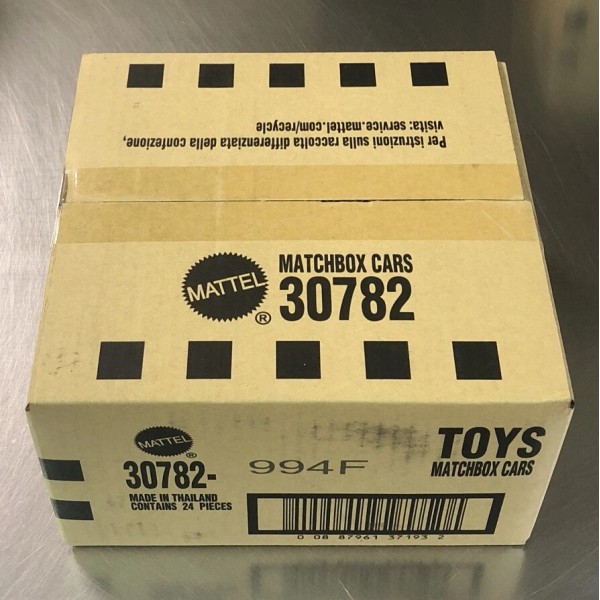 Per istruzioni sulla raccolta differenziata della confezione,
visita: service.mattel.com/recycle
MATTEL
®
MATCHBOX CARS
30782
MATTEL
®
30782-
994F
MADE IN THAILAND
CONTAINS 24 PIECES
TOYS
MATCHBOX CARS
0 08 87961 37193 2